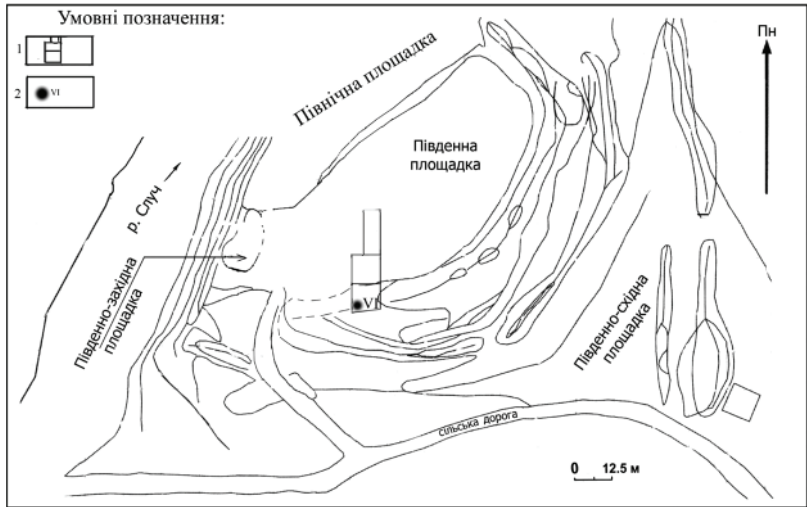 Умовні позначення:
1
2 VI
Пн
Північна площадка
Південна
площадка
р. Случ
Південно-західна
площадка
VI
Південно-східна
площадка
сільська дорога
0 12.5 м